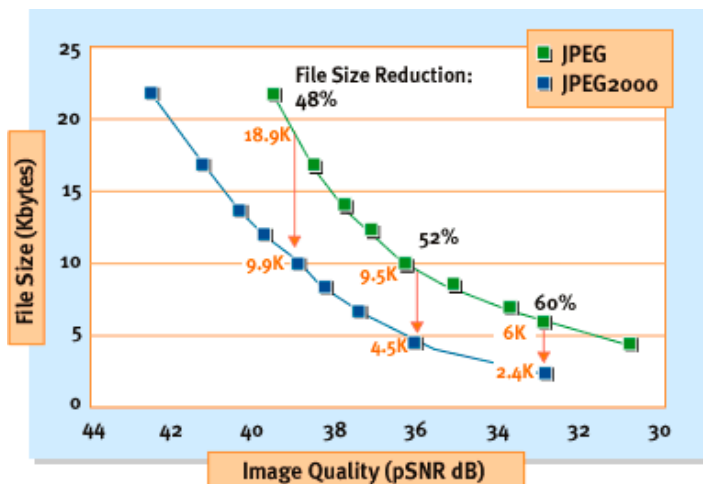 25
20
15
10
5
0
File Size (Kbytes)
File Size Reduction:
48%
18.9K
9.9K
52%
9.5K
4.5K
60%
6K
2.4K
JPEG
JPEG2000
44 42 40 38 36 34 32 30
Image Quality (pSNR dB)